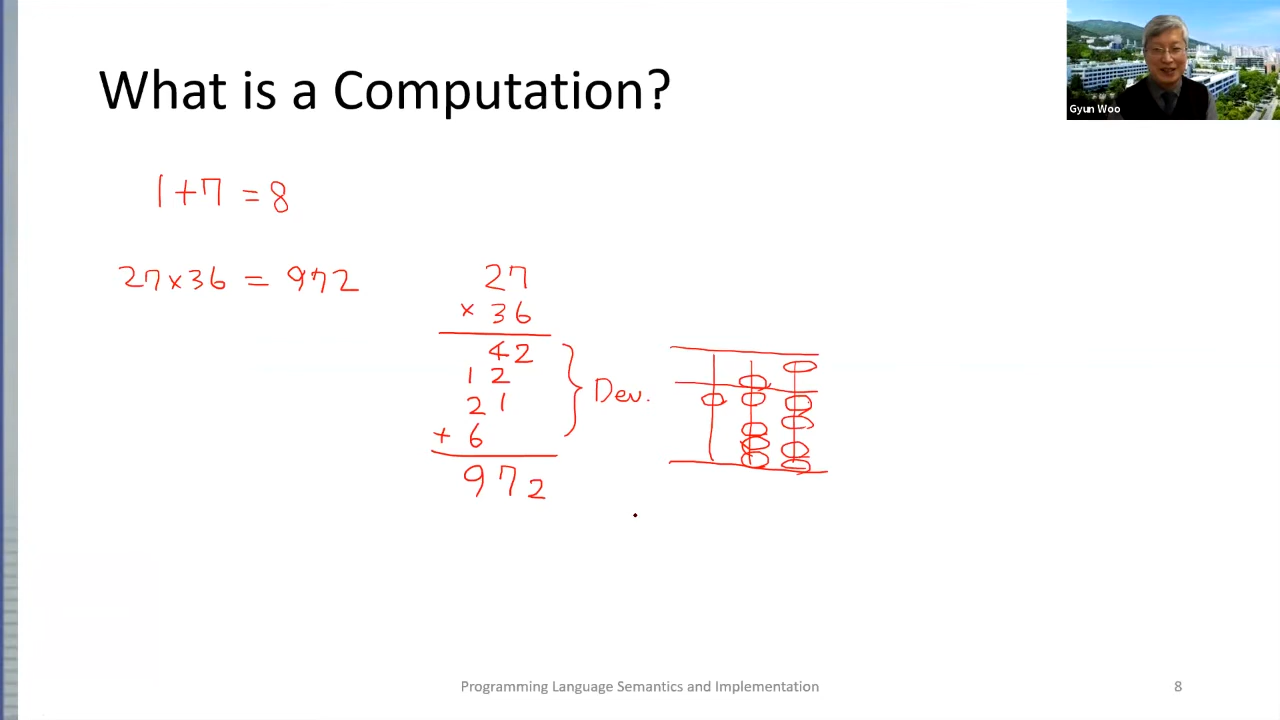 What is a Computation?
Gyun Woo
1+7 = 8
27×36 = 972
27
× 36
42
12
21
+ 6
972
Dev.
Programming Language Semantics and Implementation
8